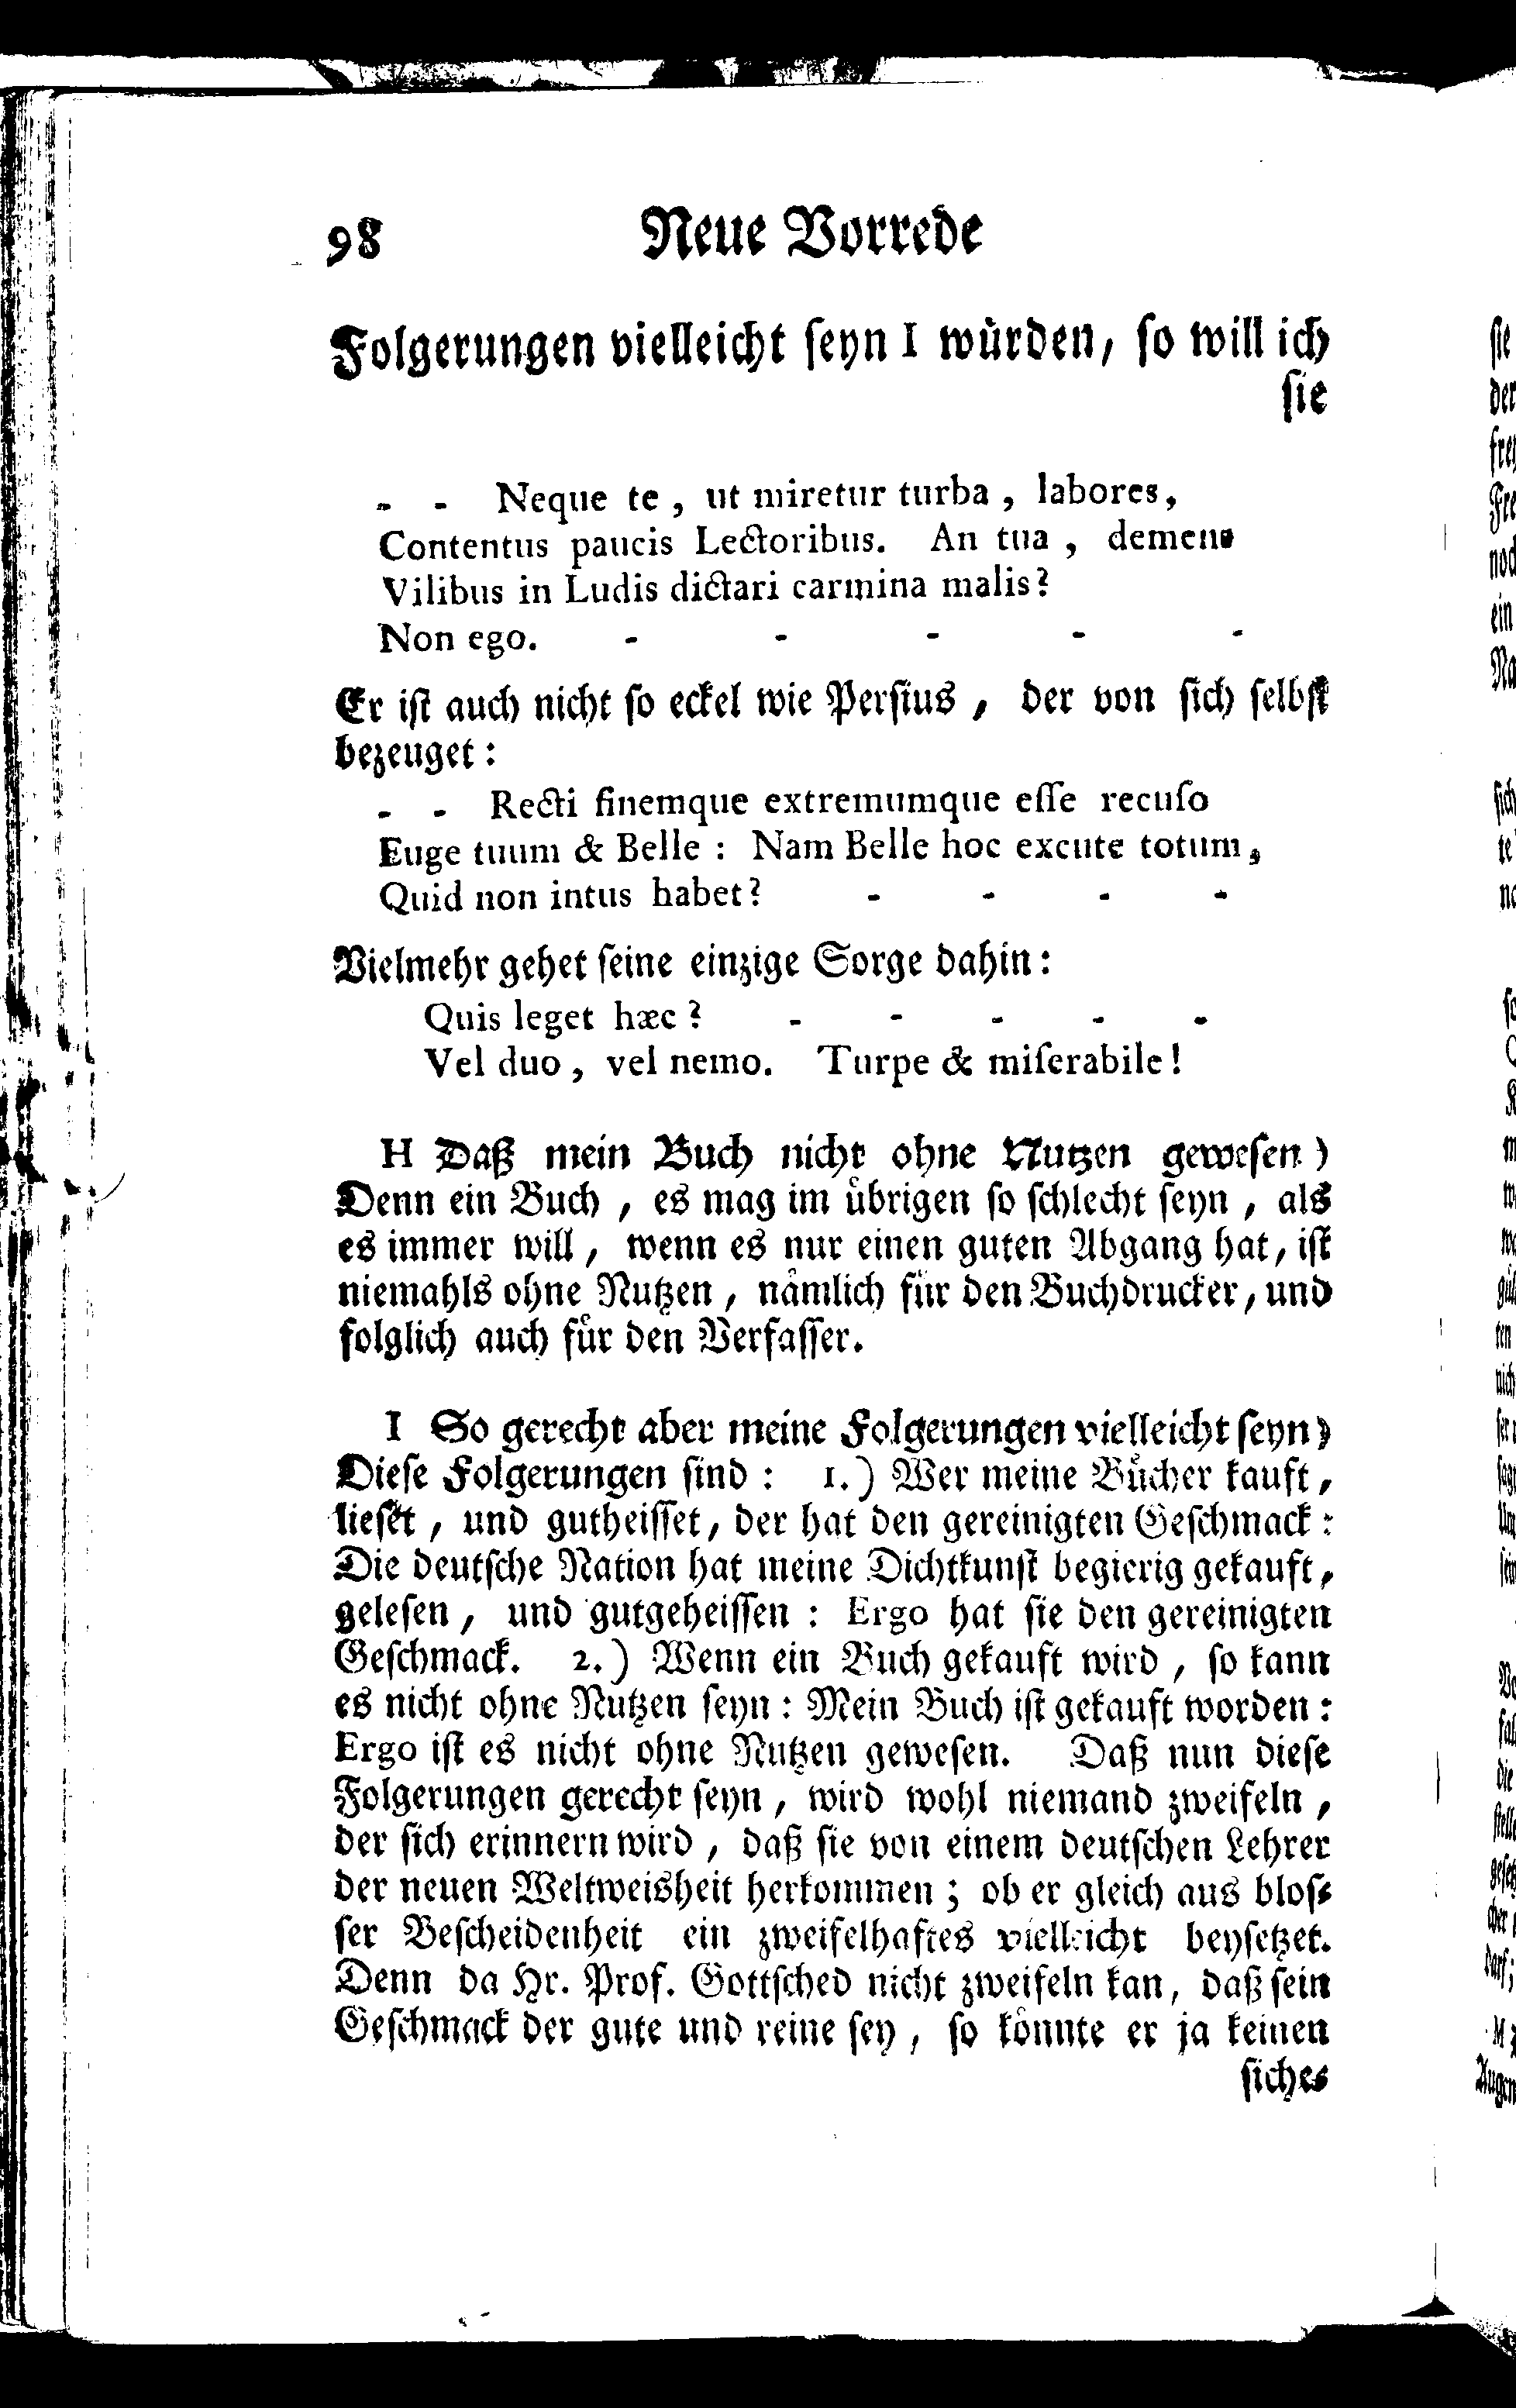 98 Neue Vorrede
Folgerungen vielleicht seyn I würden, so will ich
sie
- - Neque te, ut miretur turba, labores,
Contentus paucis Lectoribus. An tua, demens
Vilibus in Ludis dictari carmina malis?
Non ego. - - - - -
Er ist auch nicht so eckel wie Persius, der von sich selbst
bezeuget:
- - Recti finemque extremumque esse recuso
Euge tuum & Belle: Nam Belle hoc excute totum,
Quid non intus habet? - - - -
Vielmehr gehet seine einzige Sorge dahin:
Quis leget hæc? - - - - -
Vel duo, vel nemo. Turpe & miserabile!
H Daß mein Buch nicht ohne Nutzen gewesen)
Denn ein Buch, es mag im übrigen so schlecht seyn, als
es immer will, wenn es nur einen guten Abgang hat, ist
niemahls ohne Nutzen, nämlich für den Buchdrucker, und
folglich auch für den Verfasser.
I So gerecht aber meine Folgerungen vielleicht seyn)
Diese Folgerungen sind: 1.) Wer meine Bücher kauft,
lieset, und gutheisset, der hat den gereinigten Geschmack:
Die deutsche Nation hat meine Dichtkunst begierig gekauft,
gelesen, und gutgeheissen: Ergo hat sie den gereinigten
Geschmack. 2.) Wenn ein Buch gekauft wird, so kann
es nicht ohne Nutzen seyn: Mein Buch ist gekauft worden:
Ergo ist es nicht ohne Nutzen gewesen. Daß nun diese
Folgerungen gerecht seyn, wird wohl niemand zweifeln,
der sich erinnern wird, daß sie von einem deutschen Lehrer
der neuen Weltweisheit herkommen; ob er gleich aus blos-
ser Bescheidenheit ein zweifelhaftes vielleicht beysetzet.
Denn da Hr. Prof. Gottsched nicht zweifeln kan, daß sein
Geschmack der gute und reine sey, so könnte er ja keinen
siches